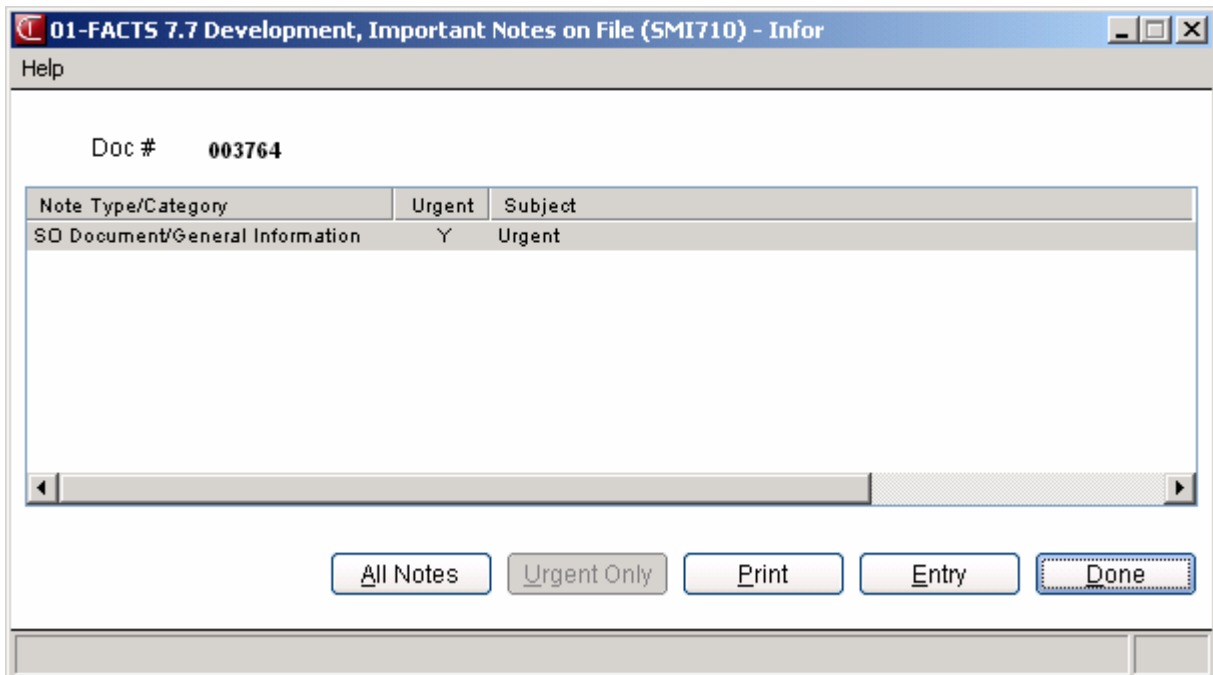 01-FACTS 7.7 Development, Important Notes on File (SMI710) - Infor
Help
Doc # 003764
Note Type/Category Urgent Subject
SO Document/General Information Y Urgent
All Notes Urgent Only Print Entry Done